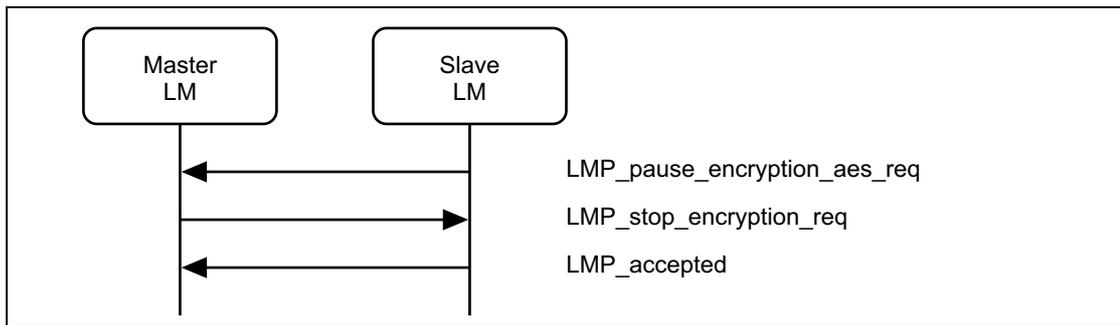 Master
LM
Slave
LM
LMP_pause_encryption_aes_req
LMP_stop_encryption_req
LMP_accepted